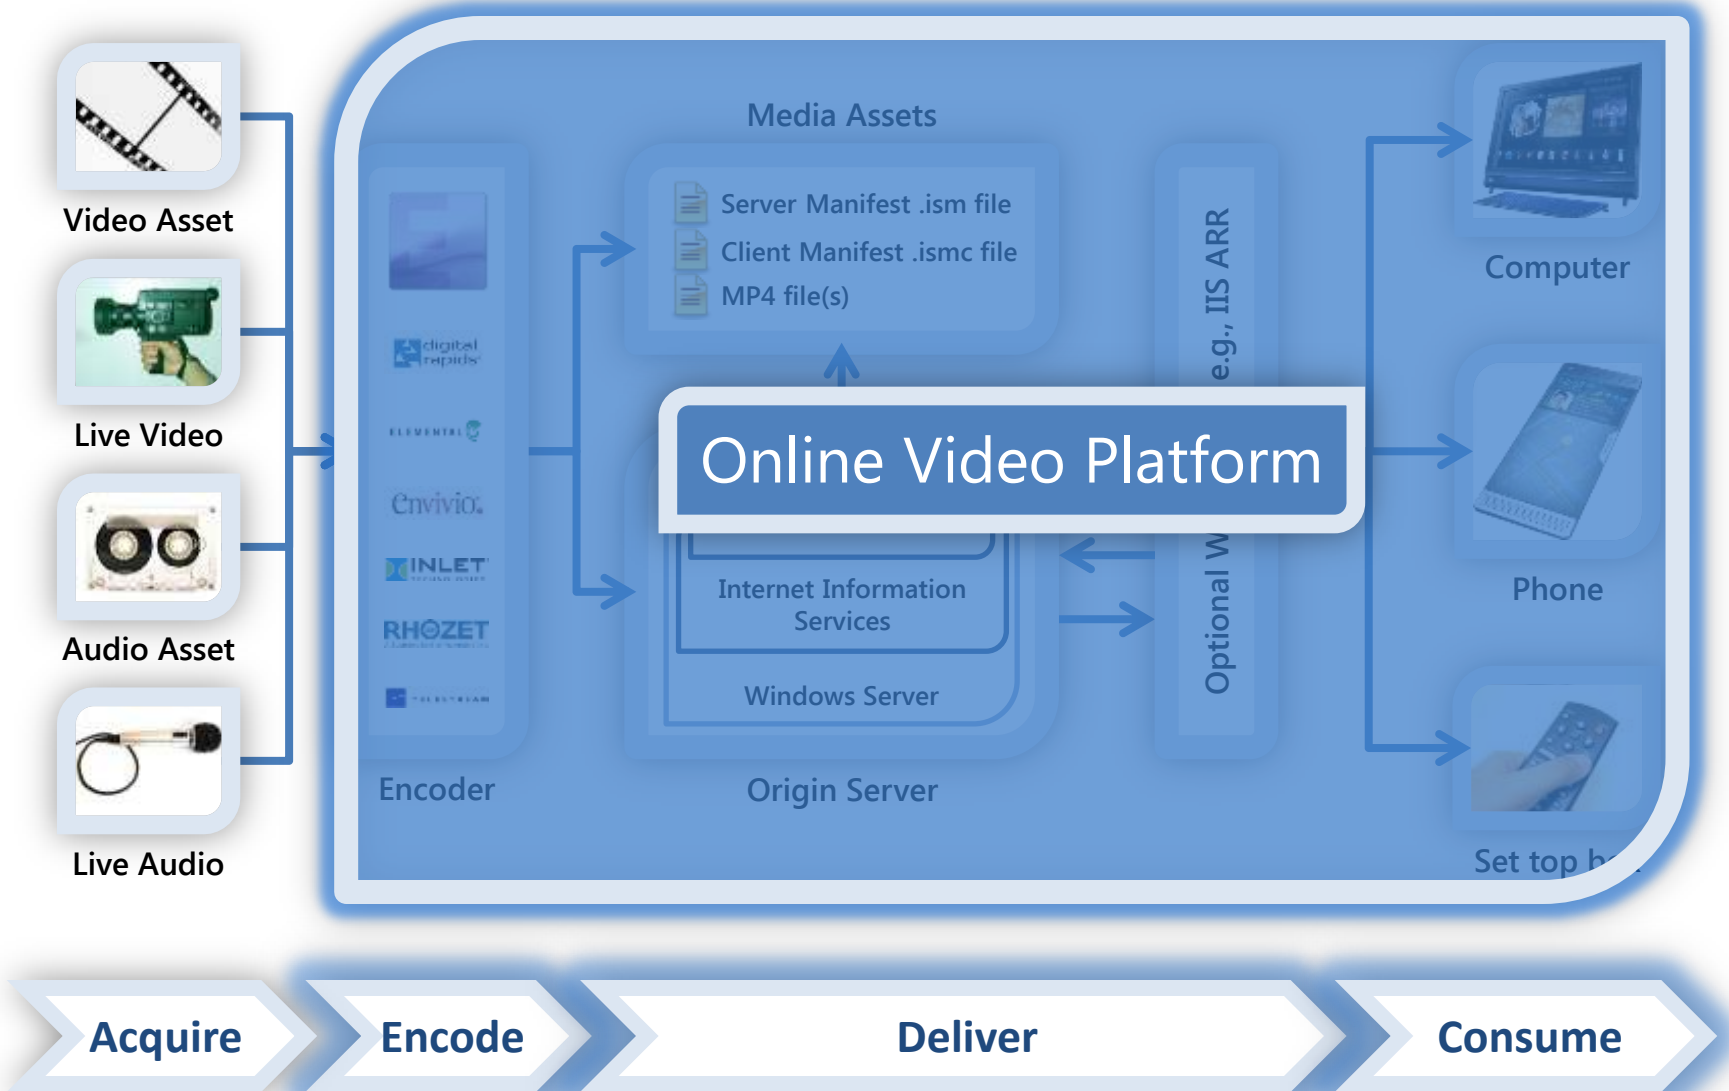 Video Asset
Live Video
Audio Asset
Live Audio
digital
rapids
ELEMENTAL
envivio
INLET
RHOZET
Encoder
Media Assets
Server Manifest .ism file
Client Manifest .ismc file
MP4 file(s)
Online Video Platform
Internet Information
Services
Windows Server
Origin Server
Optional W
e.g., IIS ARR
Computer
Phone
Set top
Acquire
Encode
Deliver
Consume